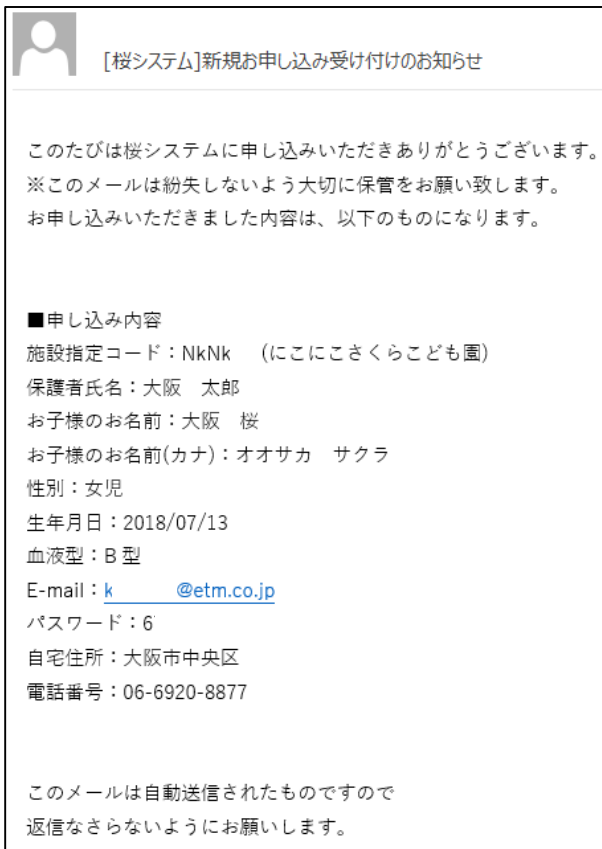 [桜システム]新規お申し込み受け付けのお知らせ
このたびは桜システムに申し込みいただきありがとうございます。
※このメールは紛失しないよう大切に保管をお願い致します。
お申し込みいただきました内容は、以下のものになります。
■申し込み内容
施設指定コード：NkNk　(にこにこさくらこども園)
保護者氏名：大阪　太郎
お子様のお名前：大阪　桜
お子様のお名前(カナ)：オオサカ　サクラ
性別：女児
生年月日：2018/07/13
血液型：B 型
E-mail：k　　　@etm.co.jp
パスワード：6
自宅住所：大阪市中央区
電話番号：06-6920-8877
このメールは自動送信されたものですので
返信なさらないようにお願いします。